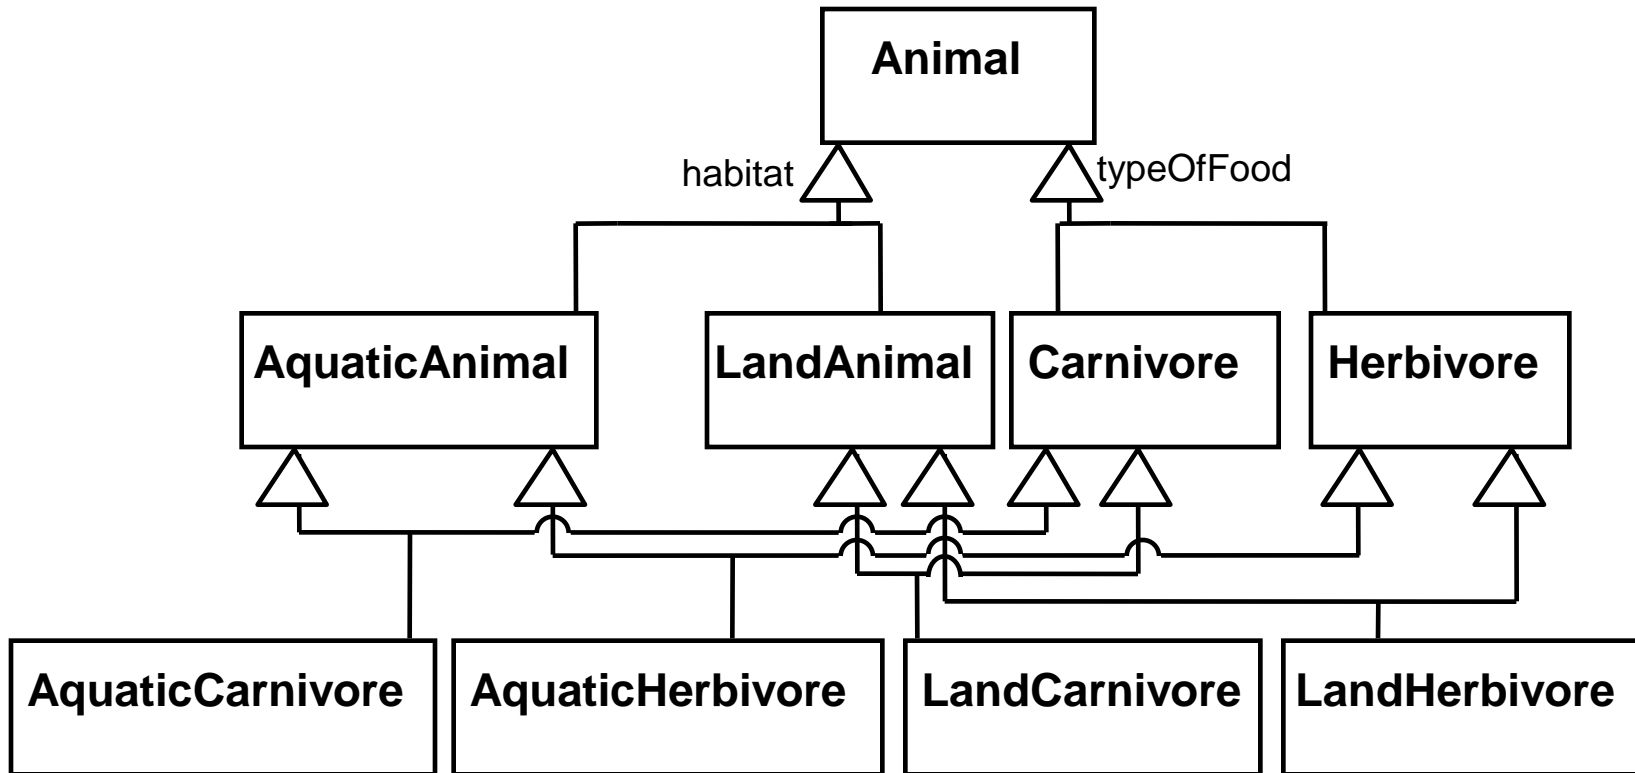 Animal
habitat
typeOfFood
AquaticAnimal
LandAnimal
Carnivore
Herbivore
AquaticCarnivore
AquaticHerbivore
LandCarnivore
LandHerbivore